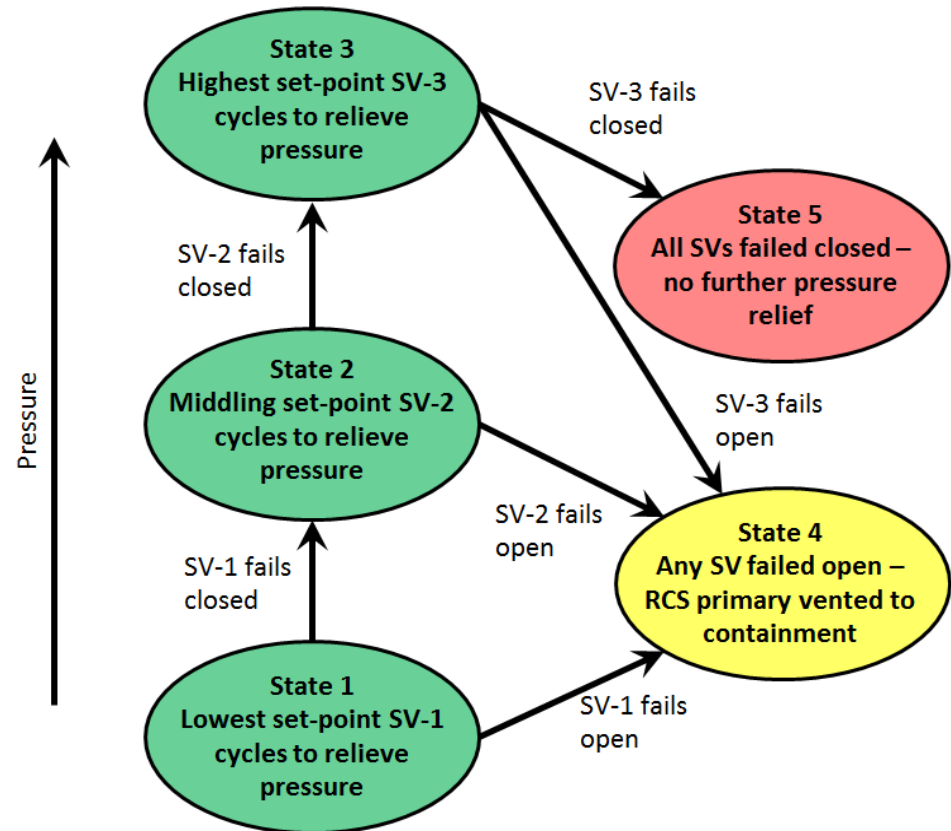 State 3
Highest set-point SV-3
cycles to relieve
pressure
SV-3 fails
closed
State 5
All SVs failed closed –
no further pressure
relief
SV-2 fails
closed
State 2
Middling set-point SV-2
cycles to relieve
pressure
Pressure
SV-3 fails
open
SV-2 fails
open
State 4
Any SV failed open –
RCS primary vented to
containment
SV-1 fails
closed
State 1
Lowest set-point SV-1
cycles to relieve
pressure
SV-1 fails
open